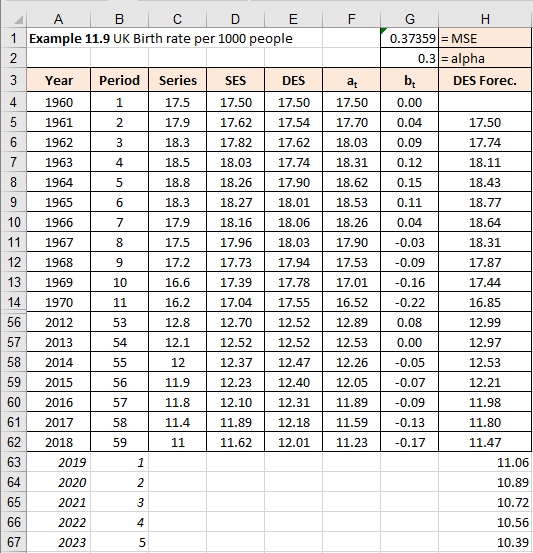 A B C D E F G H
1 Example 11.9 UK Birth rate per 1000 people 0.37359 = MSE
2 0.3 = alpha
3 Year Period Series SES DES at bt DES Forec.
4 1960 1 17.5 17.50 17.50 17.50 0.00
5 1961 2 17.9 17.62 17.54 17.70 0.04 17.50
6 1962 3 18.3 17.82 17.62 18.03 0.09 17.74
7 1963 4 18.5 18.03 17.74 18.31 0.12 18.11
8 1964 5 18.8 18.26 17.90 18.62 0.15 18.43
9 1965 6 18.3 18.27 18.01 18.53 0.11 18.77
10 1966 7 17.9 18.16 18.06 18.26 0.04 18.64
11 1967 8 17.5 17.96 18.03 17.90 -0.03 18.31
12 1968 9 17.2 17.73 17.94 17.53 -0.09 17.87
13 1969 10 16.6 17.39 17.78 17.01 -0.16 17.44
14 1970 11 16.2 17.04 17.55 16.52 -0.22 16.85
56 2012 53 12.8 12.70 12.52 12.89 0.08 12.99
57 2013 54 12.1 12.52 12.52 12.53 0.00 12.97
58 2014 55 12 12.37 12.47 12.26 -0.05 12.53
59 2015 56 11.9 12.23 12.40 12.05 -0.07 12.21
60 2016 57 11.8 12.10 12.31 11.89 -0.09 11.98
61 2017 58 11.4 11.89 12.18 11.59 -0.13 11.80
62 2018 59 11 11.62 12.01 11.23 -0.17 11.47
63 2019 1 11.06
64 2020 2 10.89
65 2021 3 10.72
66 2022 4 10.56
67 2023 5 10.39